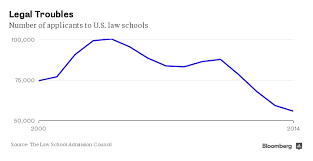 Legal Troubles
Number of applicants to U.S. law schools
100,000
75,000
50,000
2000
2014
Source: The Law School Admission Council
Bloomberg